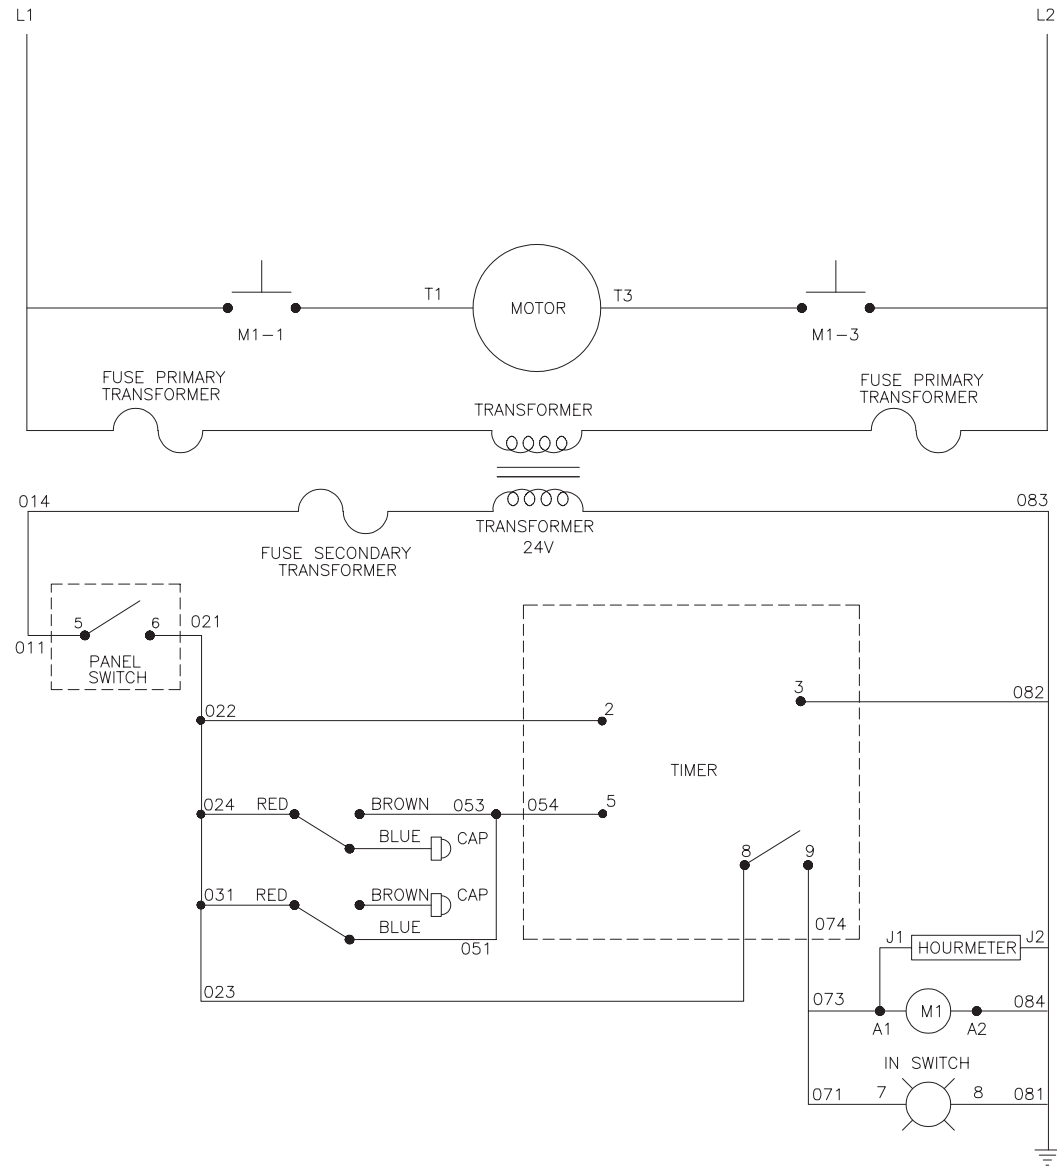 L1
L2
T1
MOTOR
T3
M1-1
M1-3
FUSE PRIMARY
TRANSFORMER
TRANSFORMER
FUSE PRIMARY
TRANSFORMER
014
083
TRANSFORMER
24V
FUSE SECONDARY
TRANSFORMER
5
6
021
011
PANEL
SWITCH
022
2
3
082
TIMER
024
RED
BROWN
053
054
5
BLUE
CAP
8
9
031
RED
BROWN
CAP
BLUE
051
074
J1
HOURMETER
J2
023
073
M1
084
A1
A2
IN SWITCH
071
7
8
081